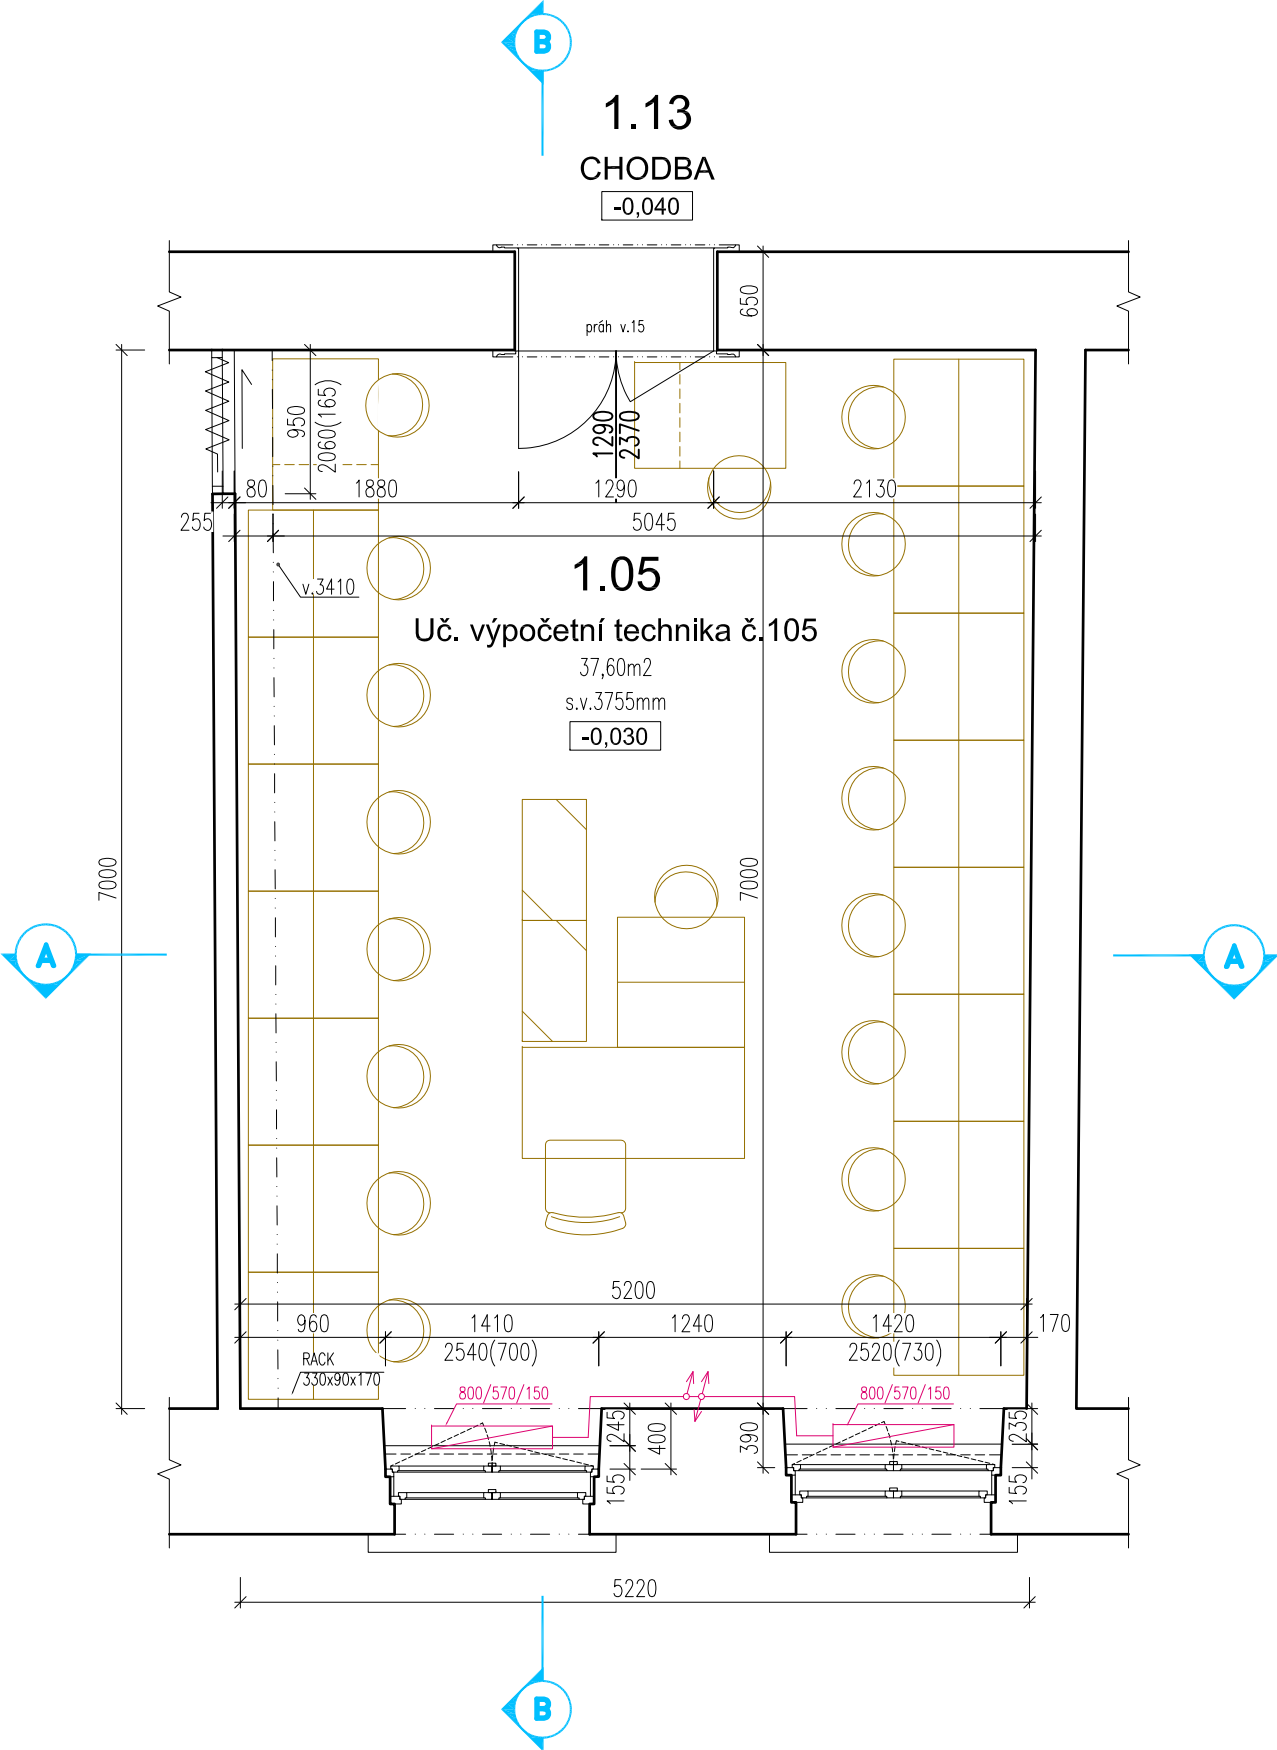 B
1.13
CHODBA
-0,040
650
práh v.15
950
2060(165)
1290
2370
80
1880
1290
2130
255
5045
v.3410
1.05
Uč. výpočetní technika č.105
37,60m2
s.v.3755mm
-0,030
7000
7000
A
A
5200
960
1410
1240
1420
170
2540(700)
2520(730)
RACK
330x90x170
800/570/150
800/570/150
245
400
390
235
155
155
5220
B